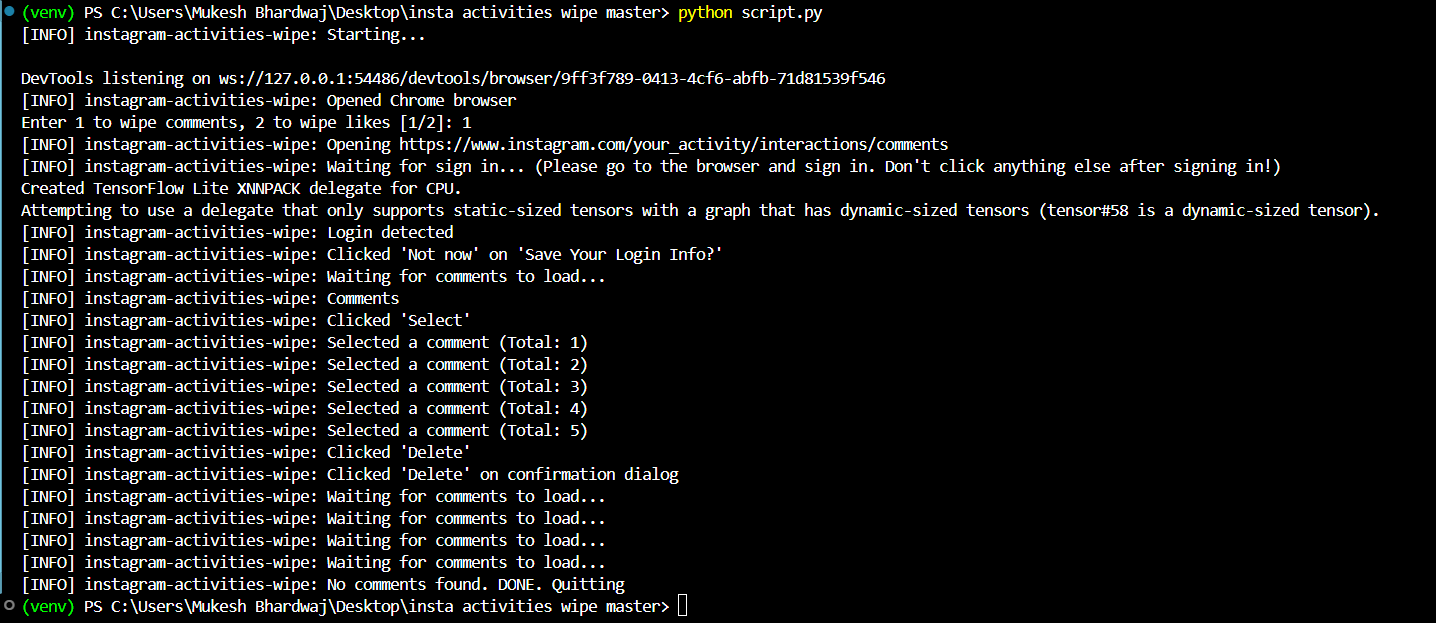 (venv) PS C:\Users\Mukesh Bhardwaj\Desktop\insta activities wipe master> python script.py
[INFO] instagram-activities-wipe: Starting...
DevTools listening on ws://127.0.0.1:54486/devtools/browser/9ff3f789-0413-4cf6-abfb-71d81539f546
[INFO] instagram-activities-wipe: Opened Chrome browser
Enter 1 to wipe comments, 2 to wipe likes [1/2]: 1
[INFO] instagram-activities-wipe: Opening https://www.instagram.com/your_activity/interactions/comments
[INFO] instagram-activities-wipe: Waiting for sign in... (Please go to the browser and sign in. Don't click anything else after signing in!)
Created TensorFlow Lite XNNPACK delegate for CPU.
Attempting to use a delegate that only supports static-sized tensors with a graph that has dynamic-sized tensors (tensor#58 is a dynamic-sized tensor).
[INFO] instagram-activities-wipe: Login detected
[INFO] instagram-activities-wipe: Clicked 'Not now' on 'Save Your Login Info?'
[INFO] instagram-activities-wipe: Waiting for comments to load...
[INFO] instagram-activities-wipe: Comments
[INFO] instagram-activities-wipe: Clicked 'Select'
[INFO] instagram-activities-wipe: Selected a comment (Total: 1)
[INFO] instagram-activities-wipe: Selected a comment (Total: 2)
[INFO] instagram-activities-wipe: Selected a comment (Total: 3)
[INFO] instagram-activities-wipe: Selected a comment (Total: 4)
[INFO] instagram-activities-wipe: Selected a comment (Total: 5)
[INFO] instagram-activities-wipe: Clicked 'Delete'
[INFO] instagram-activities-wipe: Clicked 'Delete' on confirmation dialog
[INFO] instagram-activities-wipe: Waiting for comments to load...
[INFO] instagram-activities-wipe: Waiting for comments to load...
[INFO] instagram-activities-wipe: Waiting for comments to load...
[INFO] instagram-activities-wipe: Waiting for comments to load...
[INFO] instagram-activities-wipe: No comments found. DONE. Quitting
(venv) PS C:\Users\Mukesh Bhardwaj\Desktop\insta activities wipe master>